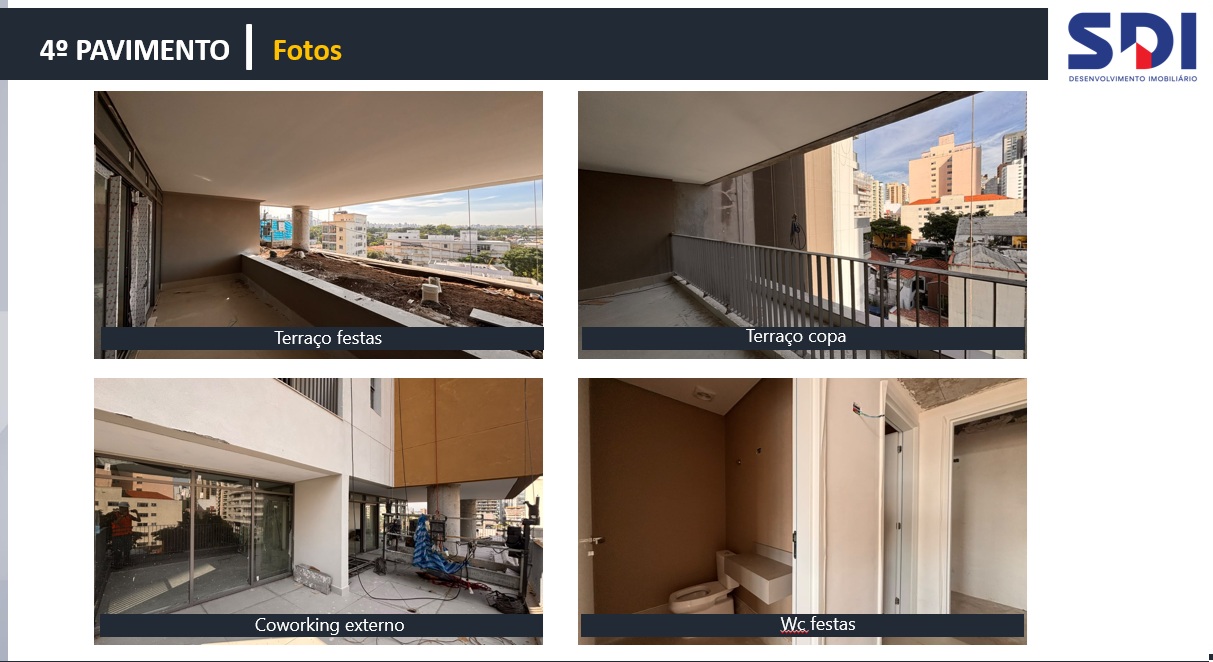 4º PAVIMENTO | Fotos
SDI
DESENVOLVIMENTO IMOBILIÁRIO
Terraço festas
Terraço copa
Coworking externo
Wc festas